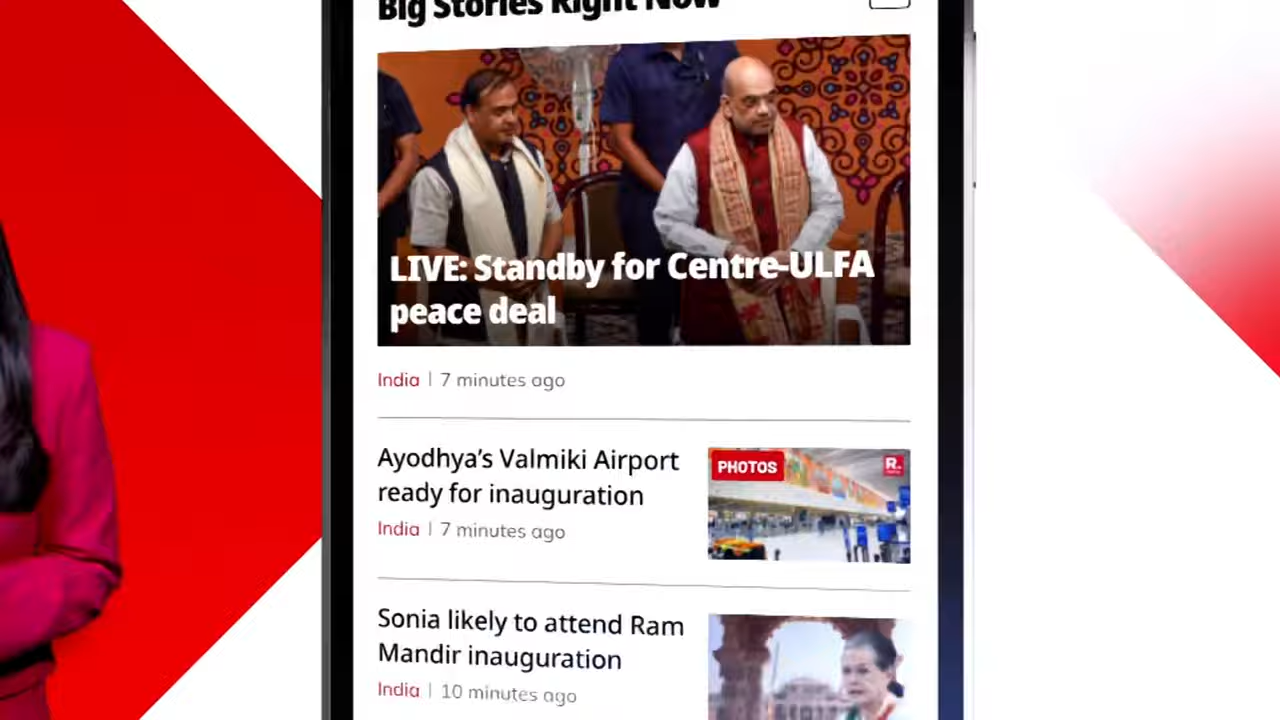 Big Stories Right Now
LIVE: Standby for Centre-ULFA
peace deal
India | 7 minutes ago
Ayodhya's Valmiki Airport
ready for inauguration
India | 7 minutes ago
PHOTOS
R.
Sonia likely to attend Ram
Mandir inauguration
India | 10 minutes ago